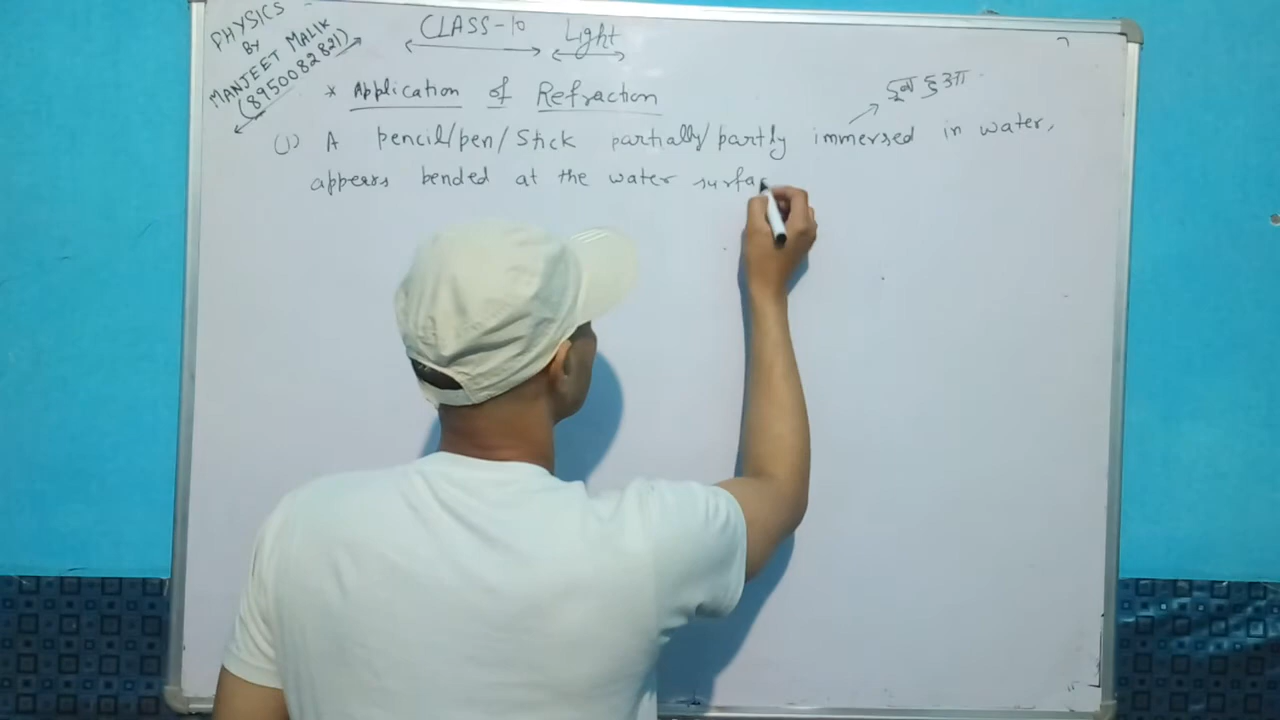 PHYSICS
By
MANJEET MALIK
(8950082821)
CLASS-10 Light
* Application of Refraction
डूबा हुआ
(1) A pencil/pen/Stick partially/partly immersed in water,
appears bended at the water surfac